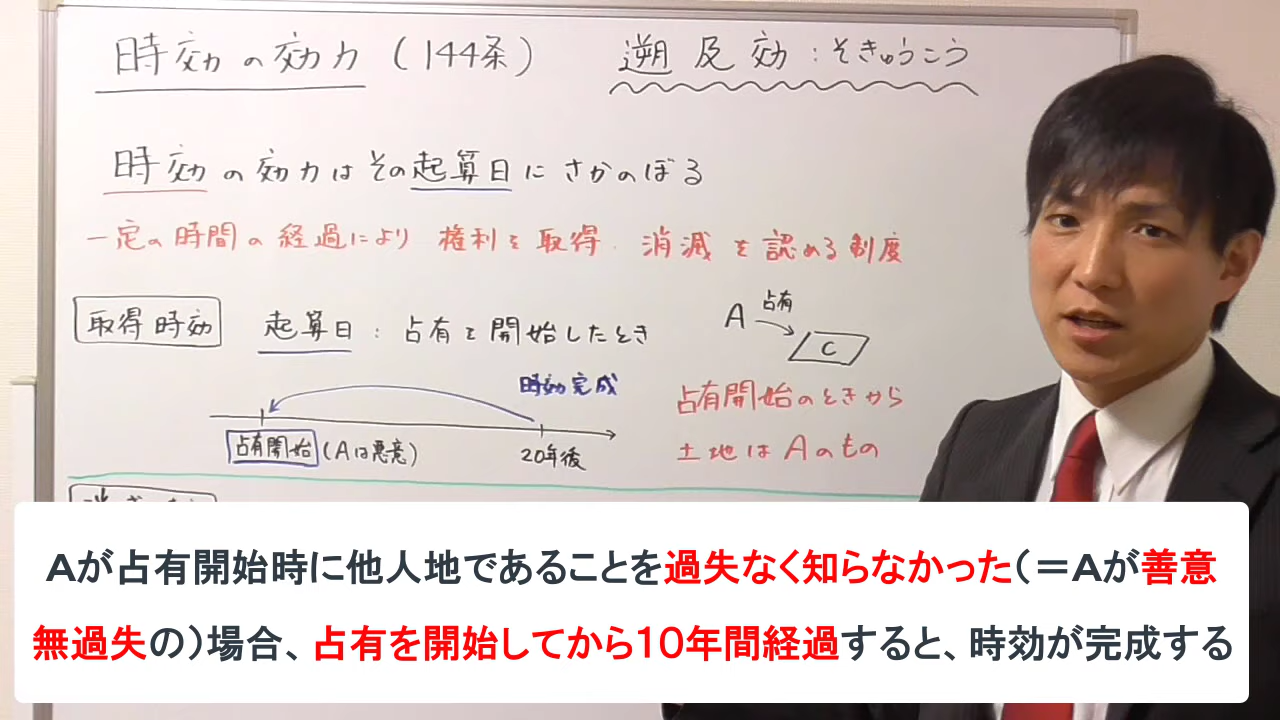 時効の効力(144条) 遡及効:そきゅうこう
時効の効力はその起算日にさかのぼる
一定の時間の経過により権利を取得・消滅を認める制度
取得時効 起算日:占有を開始したとき
A 占有 C
時効完成
占有開始(Aは悪意) 20年後
占有開始のときから
土地はAのもの
Aが占有開始時に他人地であることを過失なく知らなかった(=Aが善意
無過失の)場合、占有を開始してから10年間経過すると、時効が完成する